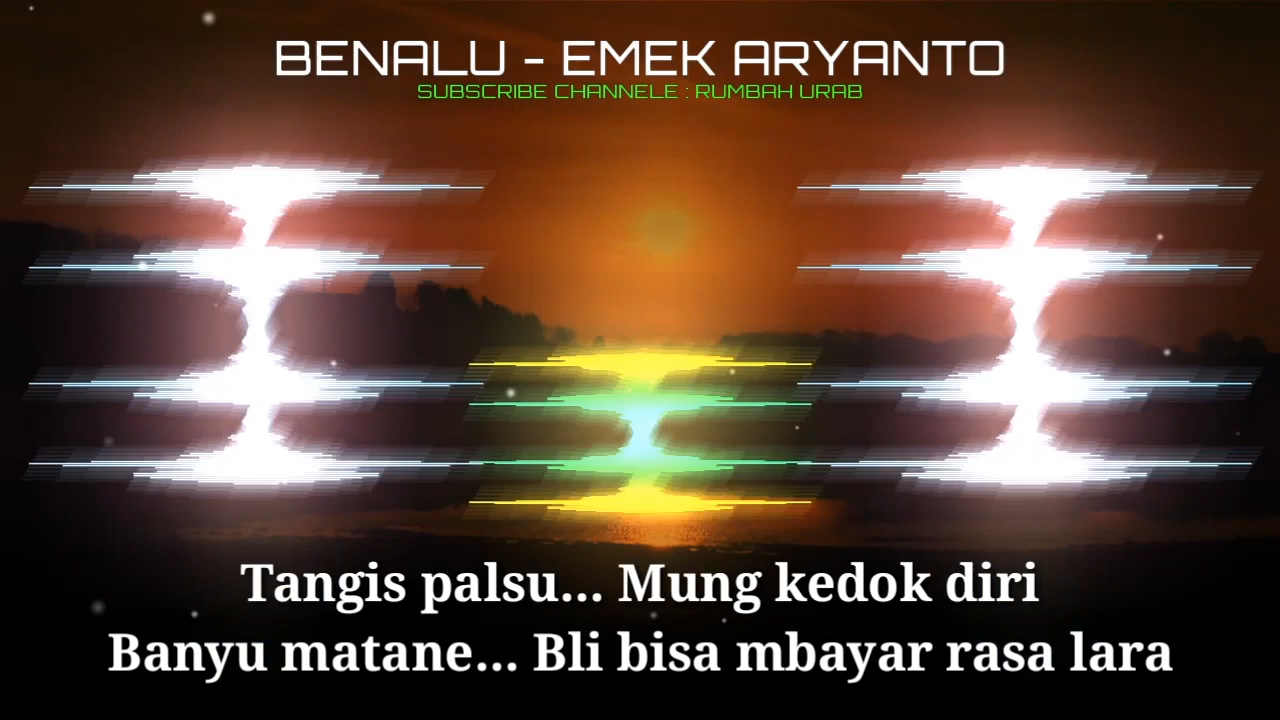 BENALU - EMEK ARYANTO
SUBSCRIBE CHANNELE : RUMBAH URAB
Tangis palsu... Mung kedok diri
Banyu matane... Bli bisa mbayar rasa lara